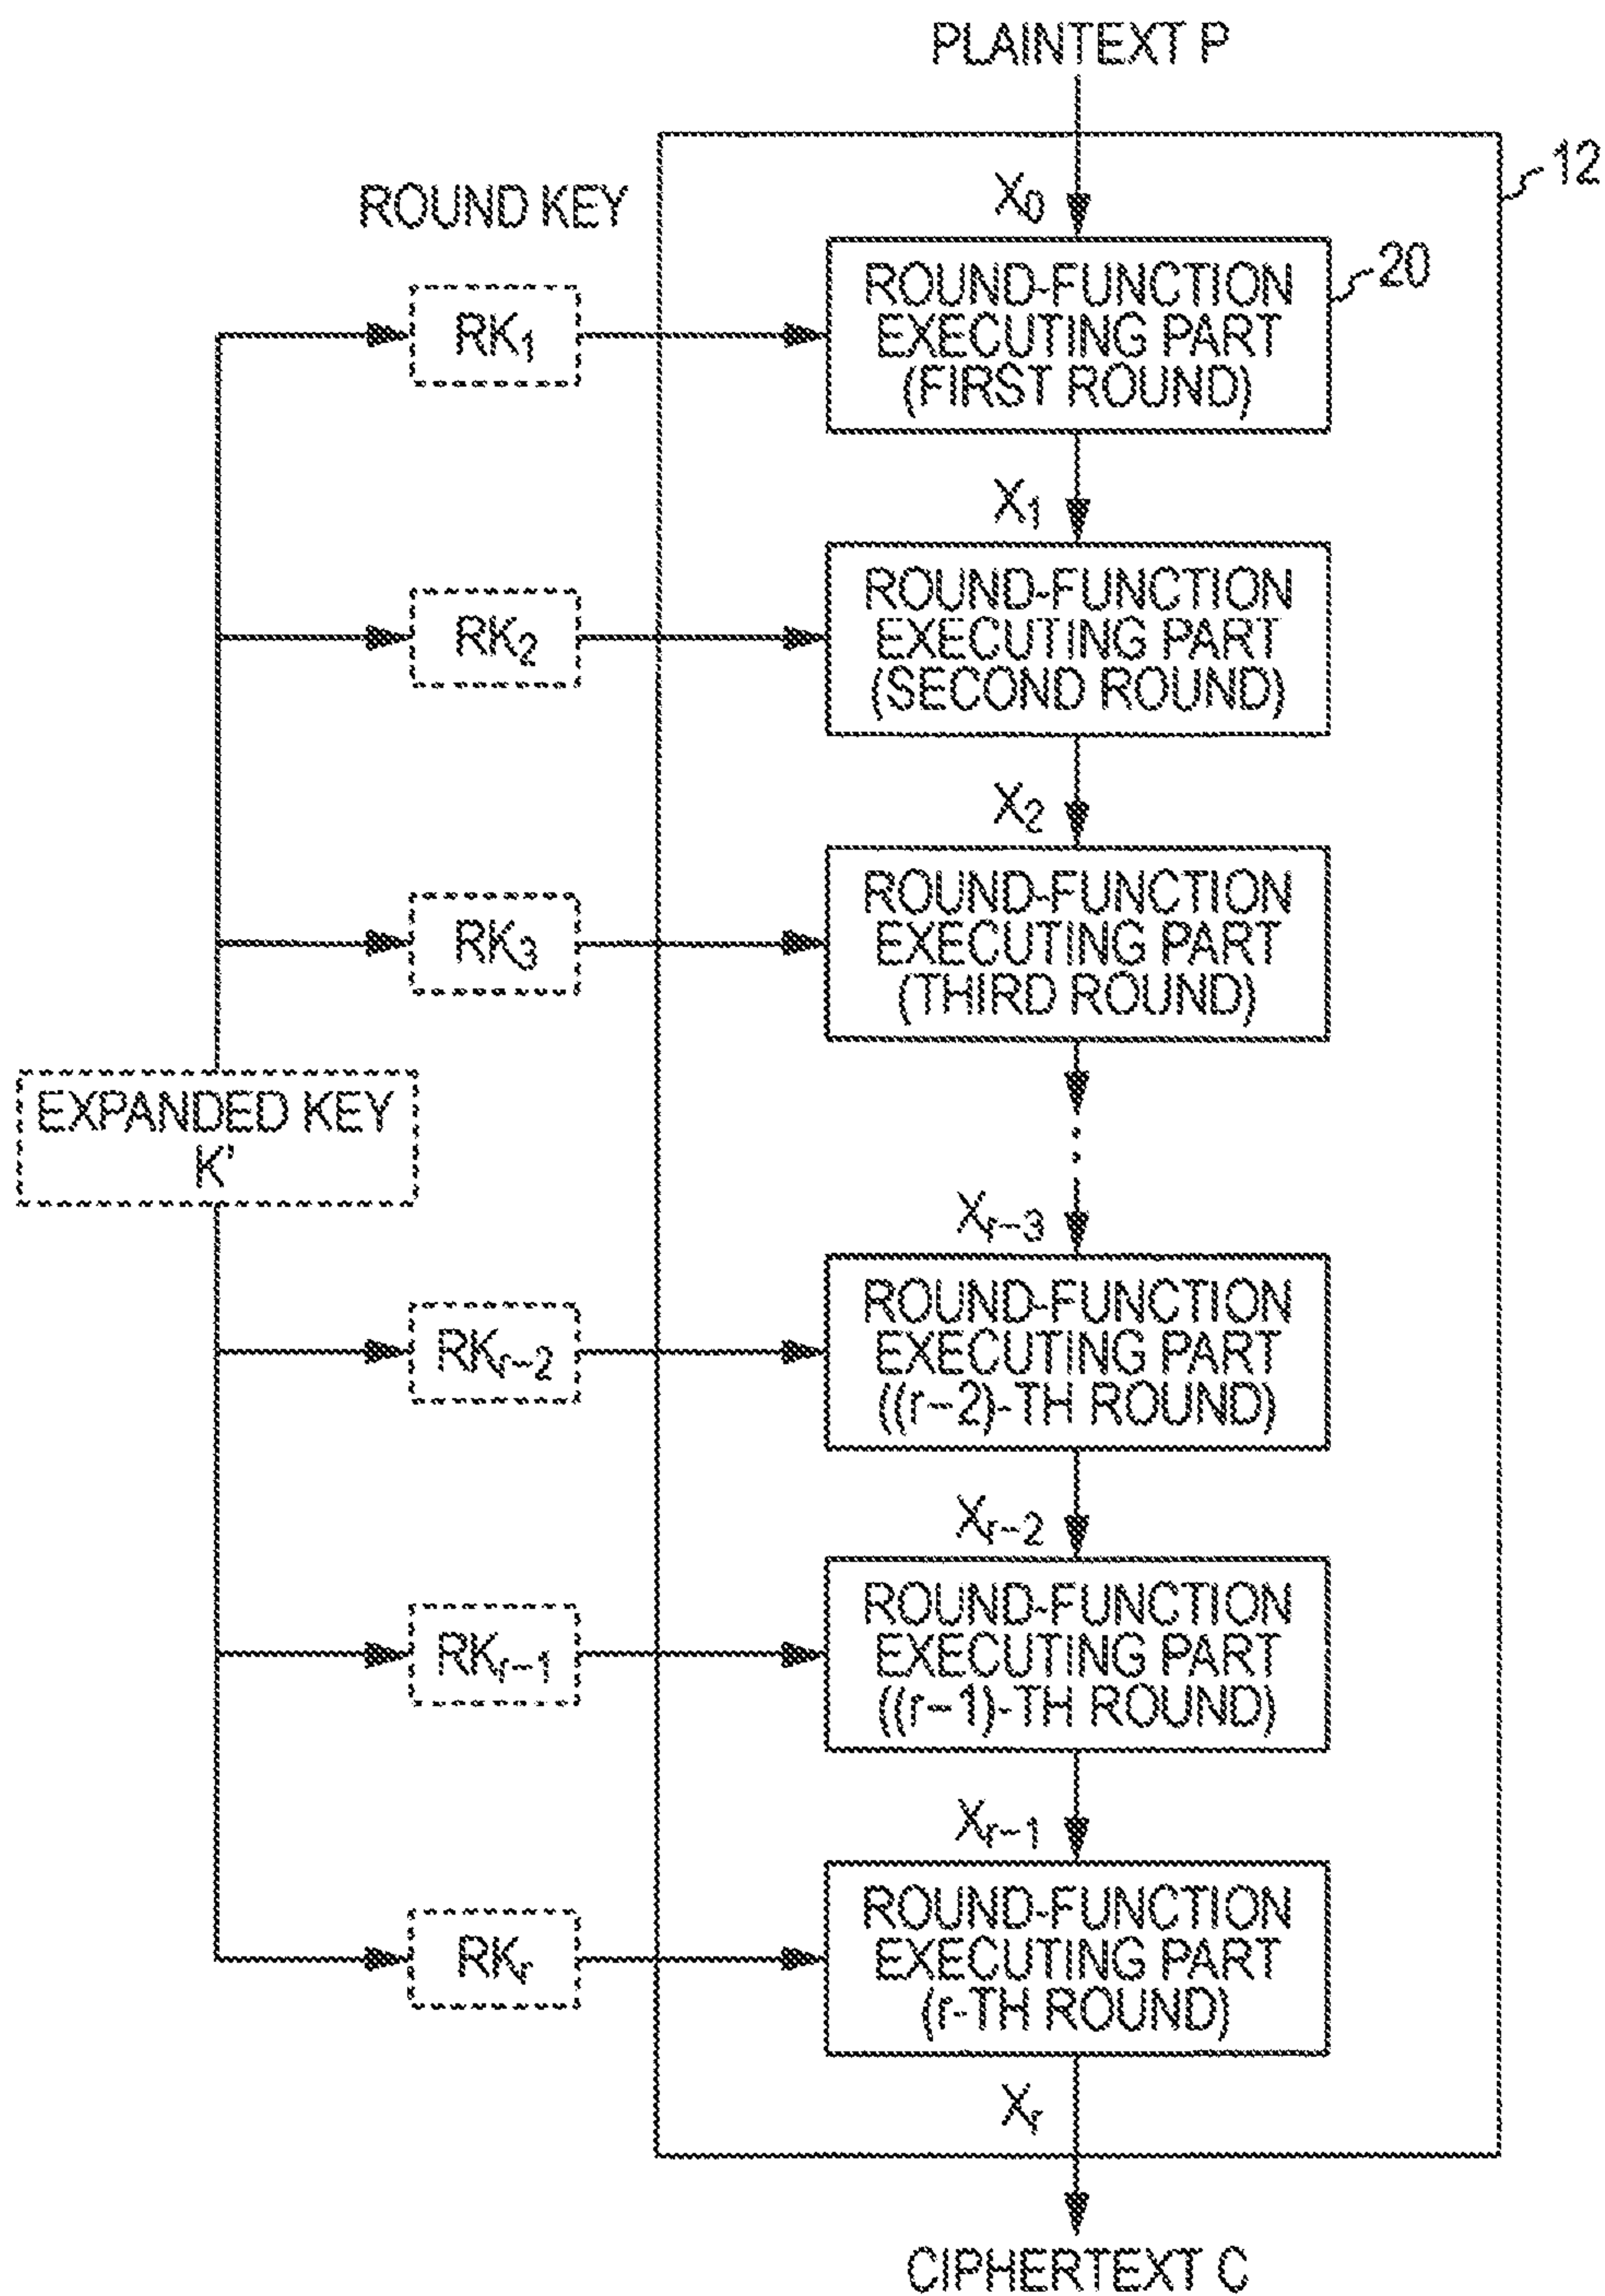 PLAINTEXT P
12
ROUND KEY
X0
20
ROUND-FUNCTION
EXECUTING PART
(FIRST ROUND)
RK1
X1
ROUND-FUNCTION
EXECUTING PART
(SECOND ROUND)
RK2
X2
ROUND-FUNCTION
EXECUTING PART
(THIRD ROUND)
RK3
EXPANDED KEY
K'
Xr-3
ROUND-FUNCTION
EXECUTING PART
((r-2)-TH ROUND)
RKr-2
Xr-2
ROUND-FUNCTION
EXECUTING PART
((r-1)-TH ROUND)
RKr-1
Xr-1
ROUND-FUNCTION
EXECUTING PART
(r-TH ROUND)
RKr
Xr
CIPHERTEXT C